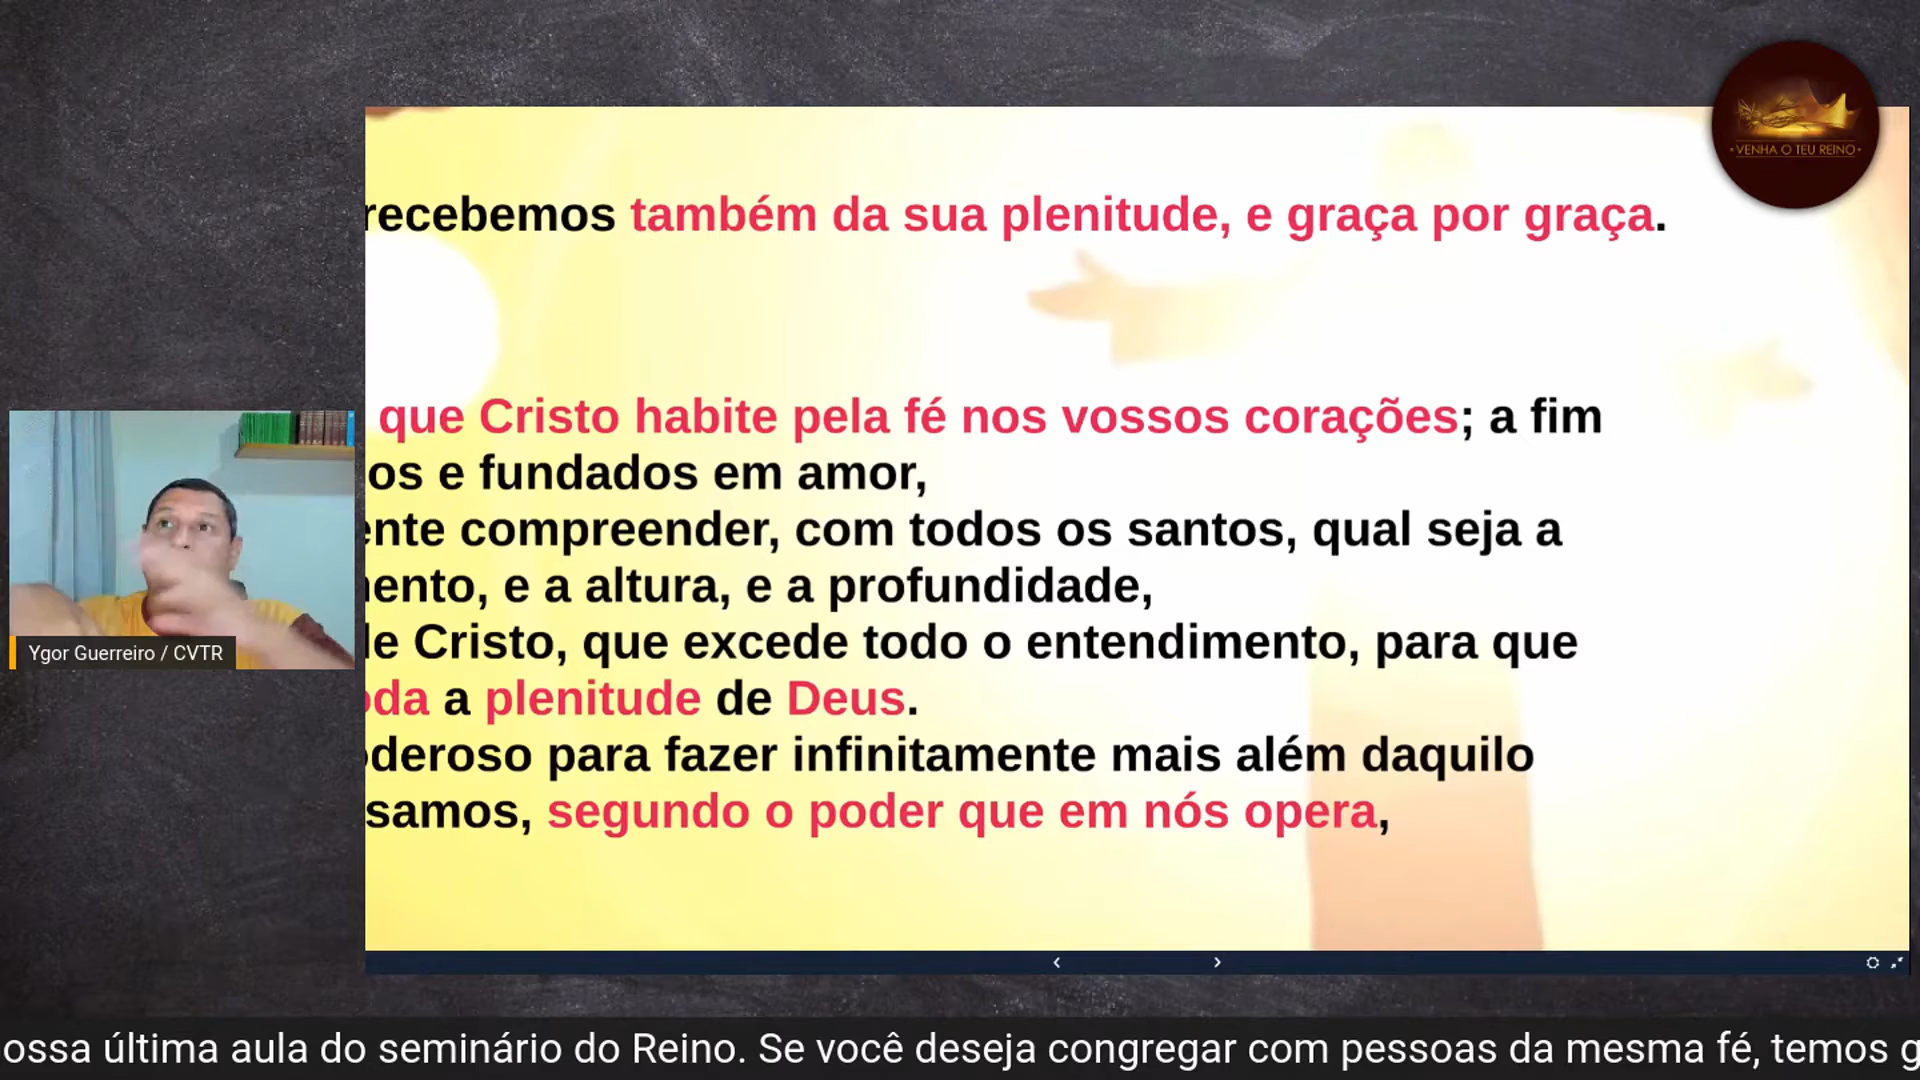 VENHA O TEU REINO
recebemos também da sua plenitude, e graça por graça.
que Cristo habite pela fé nos vossos corações; a fim
os e fundados em amor,
ente compreender, com todos os santos, qual seja a
ento, e a altura, e a profundidade,
de Cristo, que excede todo o entendimento, para que
oda a plenitude de Deus.
oderoso para fazer infinitamente mais além daquilo
samos, segundo o poder que em nós opera,
Ygor Guerreiro / CVTR
ossa última aula do seminário do Reino. Se você deseja congregar com pessoas da mesma fé, temos g